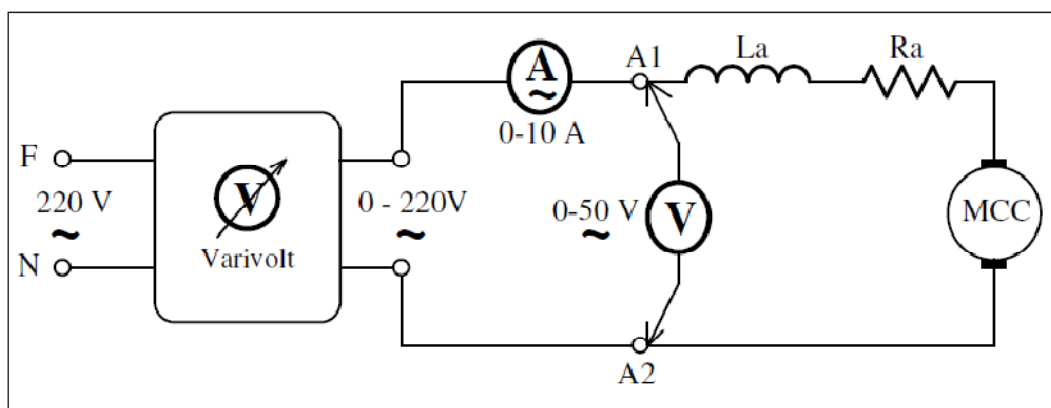 A
~
0-10 A
A1
La
Ra
F
220 V
~
N
V
Varivolt
0 - 220V
~
0-50 V
~
V
MCC
A2